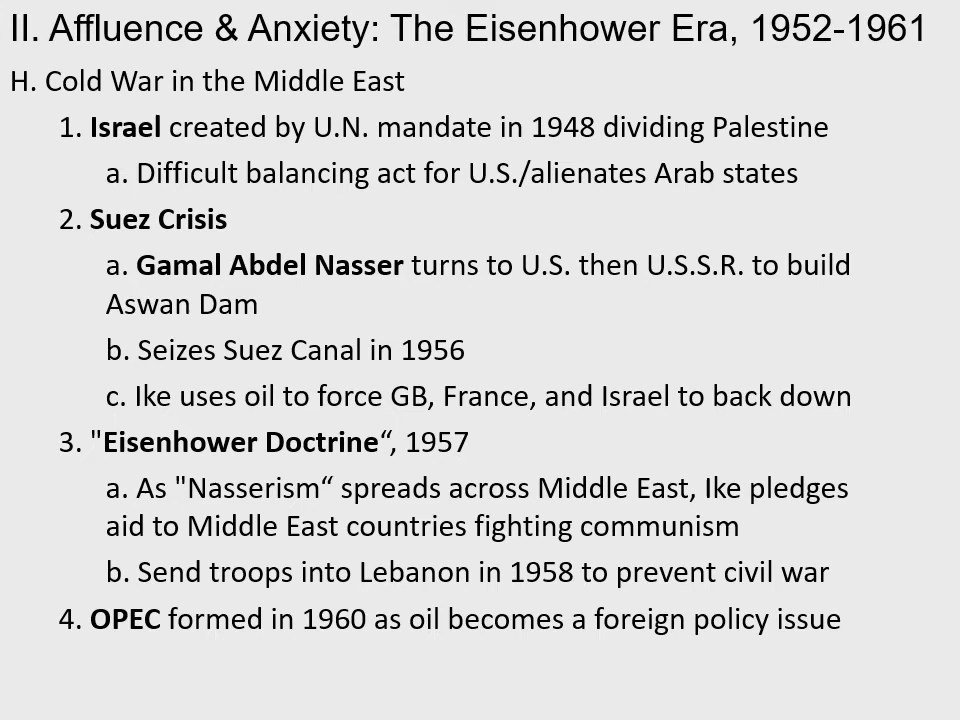 II. Affluence & Anxiety: The Eisenhower Era, 1952-1961
H. Cold War in the Middle East
1. Israel created by U.N. mandate in 1948 dividing Palestine
a. Difficult balancing act for U.S./alienates Arab states
2. Suez Crisis
a. Gamal Abdel Nasser turns to U.S. then U.S.S.R. to build
Aswan Dam
b. Seizes Suez Canal in 1956
c. Ike uses oil to force GB, France, and Israel to back down
3. "Eisenhower Doctrine“, 1957
a. As "Nasserism“ spreads across Middle East, Ike pledges
aid to Middle East countries fighting communism
b. Send troops into Lebanon in 1958 to prevent civil war
4. OPEC formed in 1960 as oil becomes a foreign policy issue